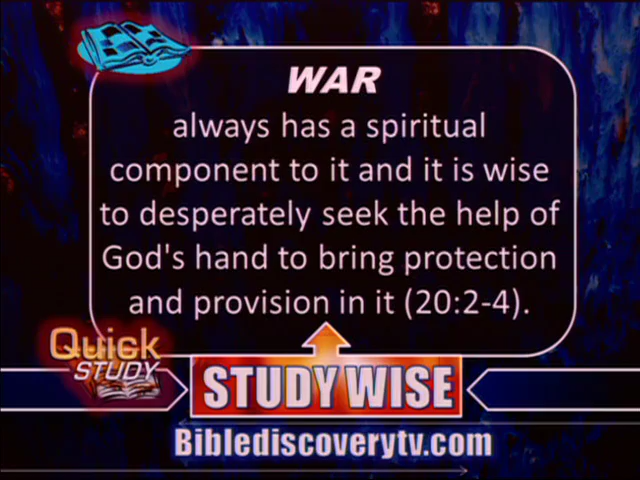 WAR
always has a spiritual
component to it and it is wise
to desperately seek the help of
God's hand to bring protection
and provision in it (20:2-4).
Quick
STUDY
STUDY WISE
Biblediscoverytv.com